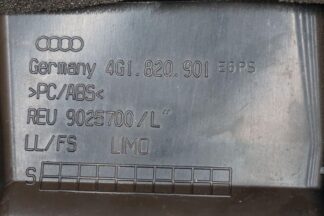 Germany 4G1.820.901 E6PS
>PC/ABS<
REU 9025700/L"
LL/FS LIMO
S